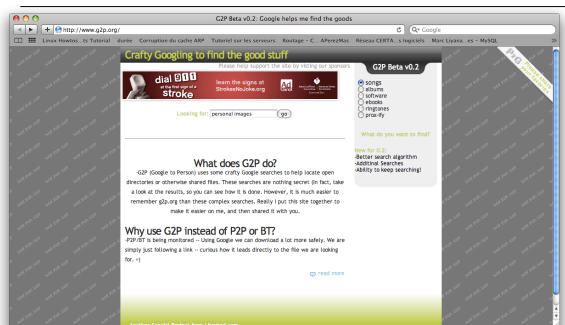 G2P Beta v0.2: Google helps me find the goods
http://www.g2p.org/
Google
Linux Howtos...ts Tutorial durée Corruption du cache ARP Tutoriel sur les serveurs Routage - C... APerezMas Réseau CERTA...s logiciels Marc Liyana...es - MySQL
Crafty Googling to find the good stuff
Please help support the site by visiting our sponsors
G2P Beta v0.2
dial 911
at the first sign of a
stroke
learn the signs at
StrokesNoJoke.org
Ad
songs
albums
software
ebooks
ringtones
prox-ify
Looking for: personal images go
What do you want to find?
New for 0.2:
-Better search algorithm
-Additinal Searches
-Ability to keep searching!
What does G2P do?
-G2P (Google to Person) uses some crafty Google searches to help locate open
directories or otherwise shared files. These searches are nothing secret (in fact, take
a look at the results, so you can see how it is done. However, it is much easier to
remember g2p.org than these complex searches. Really I put this site together to
make it easier on me, and then shared it with you.
Why use G2P instead of P2P or BT?
-P2P/BT is being monitored -- Using Google we can download a lot more safely. We are
simply just following a link -- curious how it leads directly to the file we are looking
for. =)
read more